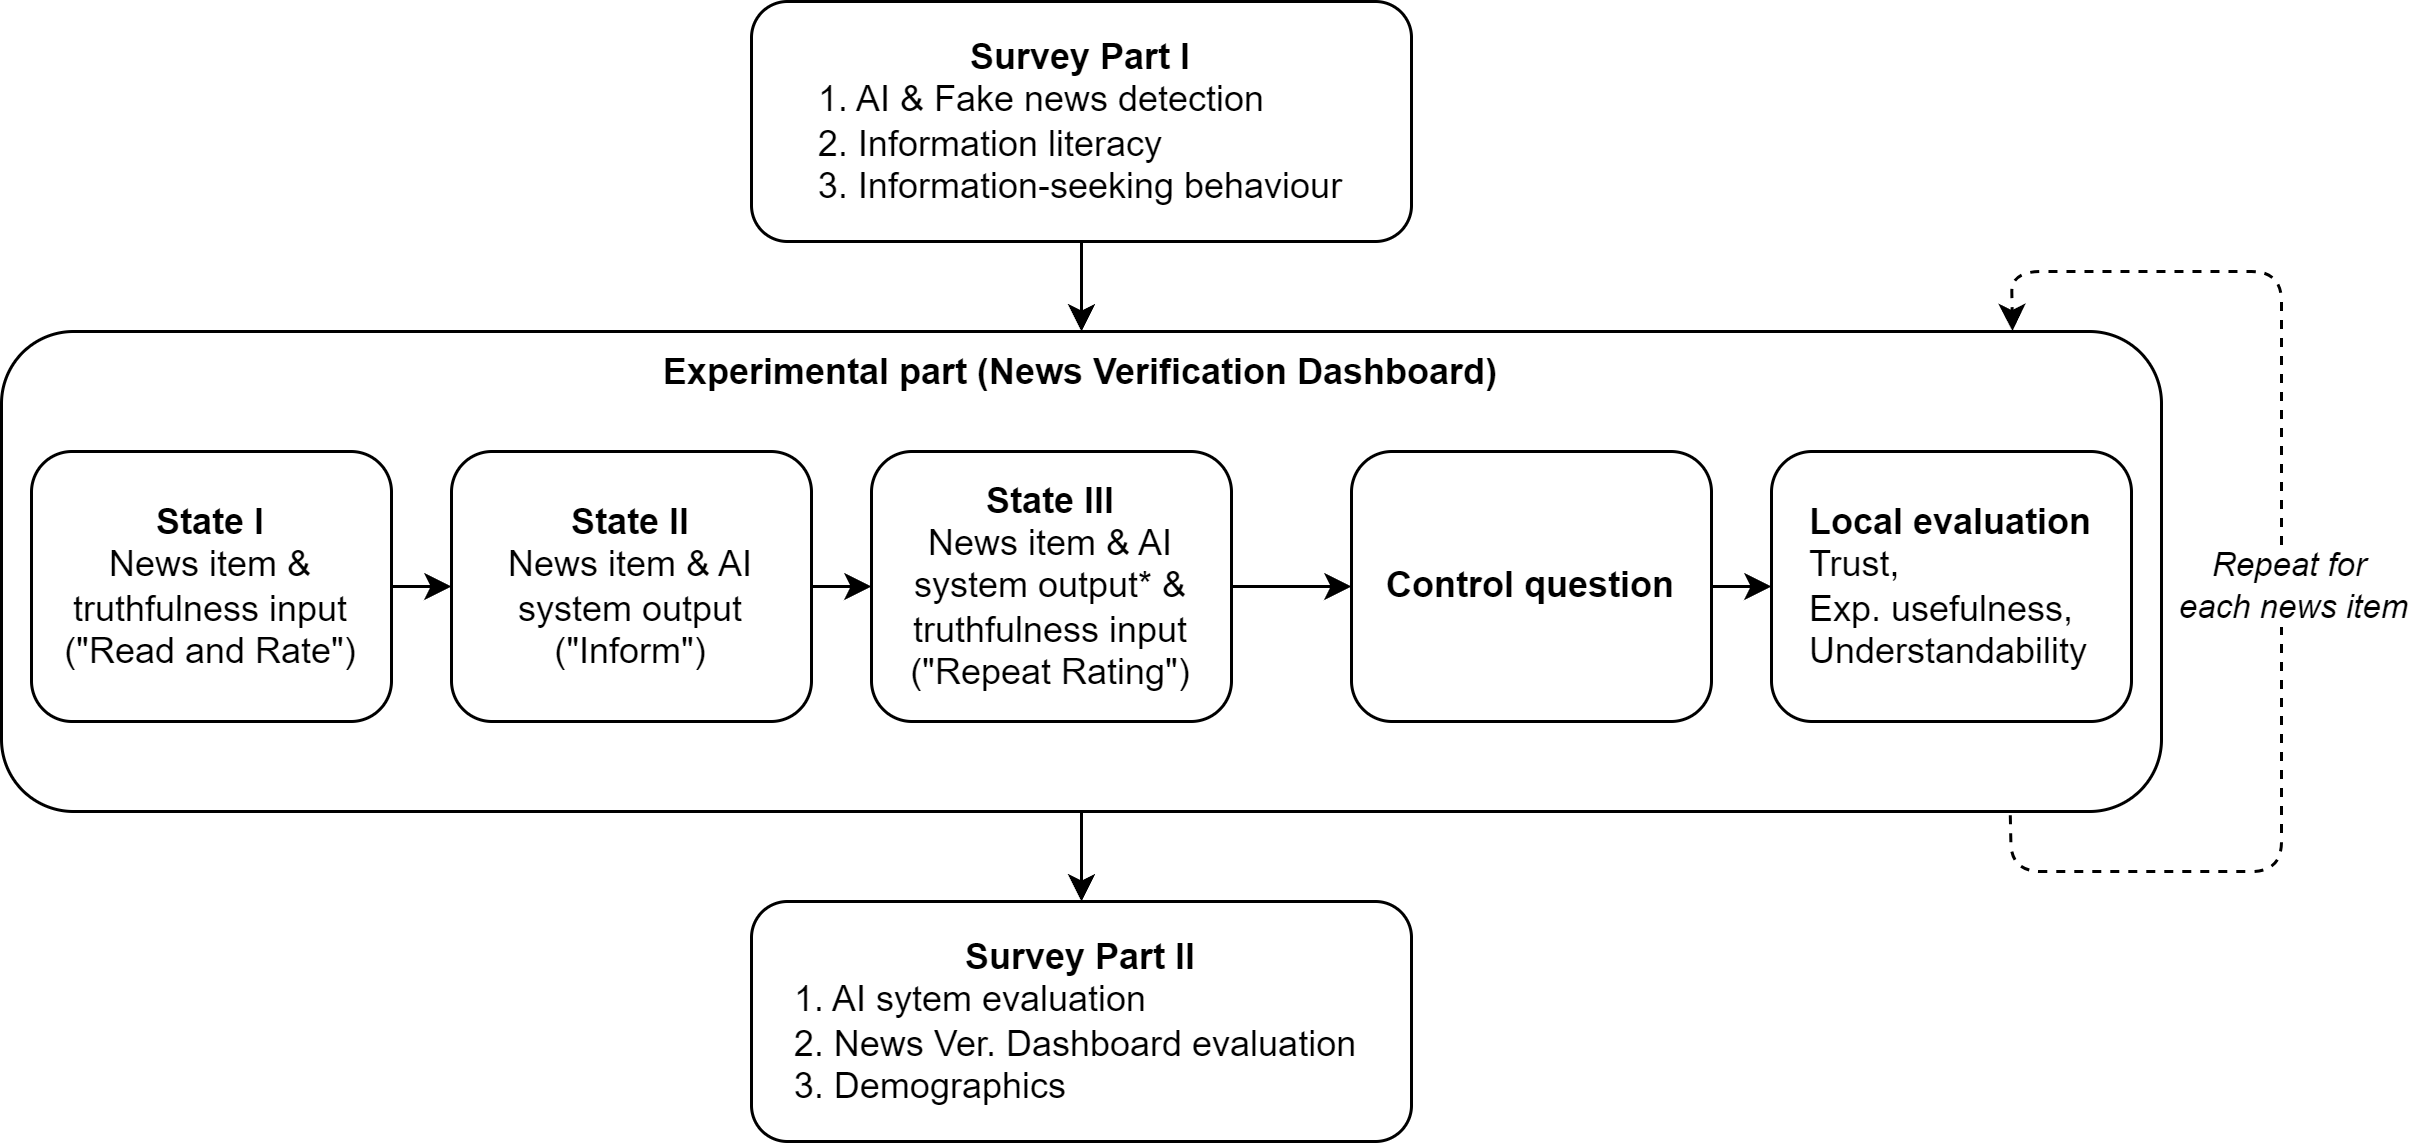 Survey Part I
1. AI & Fake news detection
2. Information literacy
3. Information-seeking behaviour
Experimental part (News Verification Dashboard)
State I
News item &
truthfulness input
("Read and Rate")
State II
News item & AI
system output
("Inform")
State III
News item & AI
system output* &
truthfulness input
("Repeat Rating")
Control question
Local evaluation
Trust,
Exp. usefulness,
Understandability
Repeat for
each news item
Survey Part II
1. AI sytem evaluation
2. News Ver. Dashboard evaluation
3. Demographics